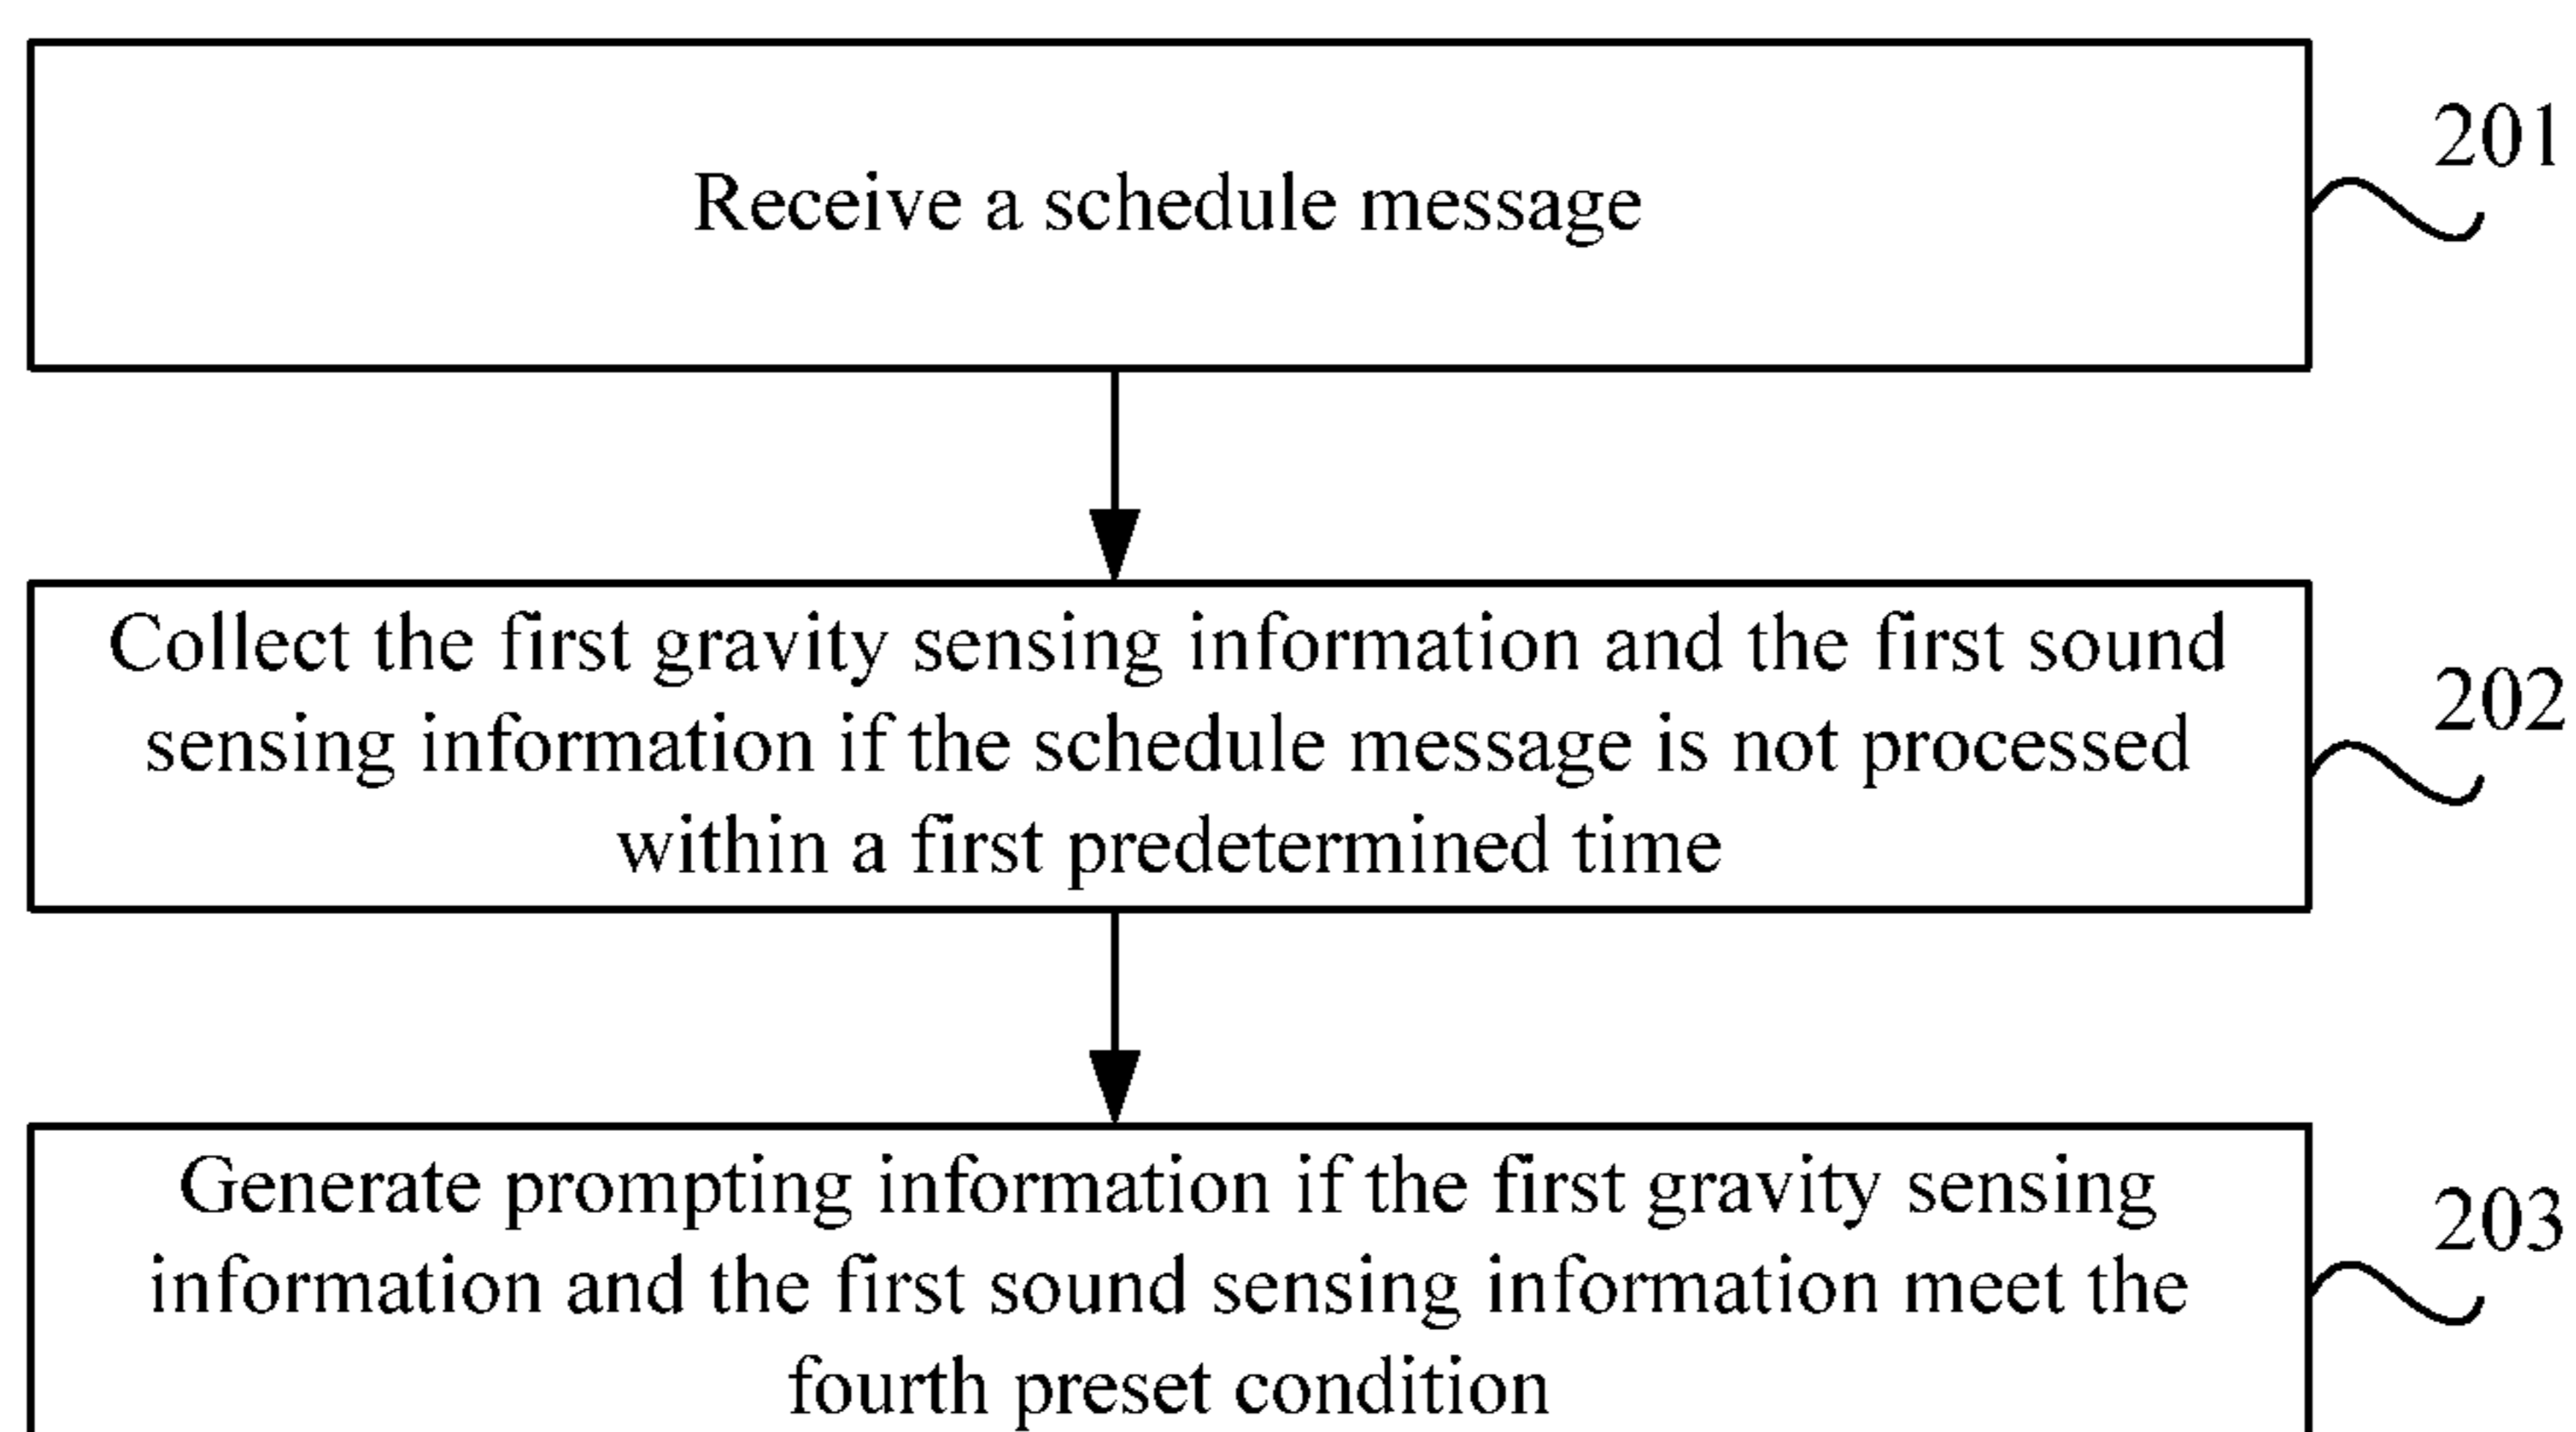 Receive a schedule message
201
Collect the first gravity sensing information and the first sound
sensing information if the schedule message is not processed
within a first predetermined time
202
Generate prompting information if the first gravity sensing
information and the first sound sensing information meet the
fourth preset condition
203